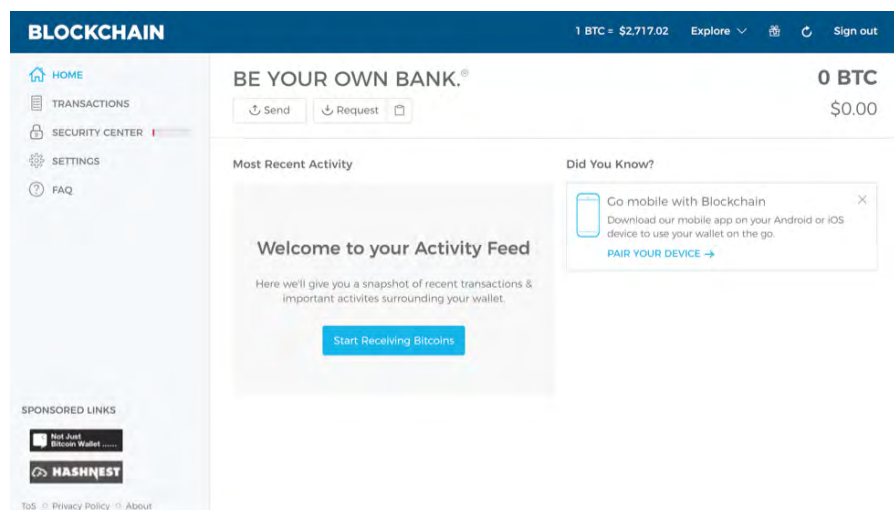 BLOCKCHAIN
1 BTC = $2,717.02 Explore Sign out
HOME
TRANSACTIONS
SECURITY CENTER
SETTINGS
FAQ
BE YOUR OWN BANK.®
0 BTC
$0.00
Send Request
Most Recent Activity
Welcome to your Activity Feed
Here we'll give you a snapshot of recent transactions &
important activites surrounding your wallet.
Start Receiving Bitcoins
Did You Know?
Go mobile with Blockchain
Download our mobile app on your Android or iOS
device to use your wallet on the go.
PAIR YOUR DEVICE →
SPONSORED LINKS
Not Just
Bitcoin Wallet ......
HASHNEST
ToS Privacy Policy About